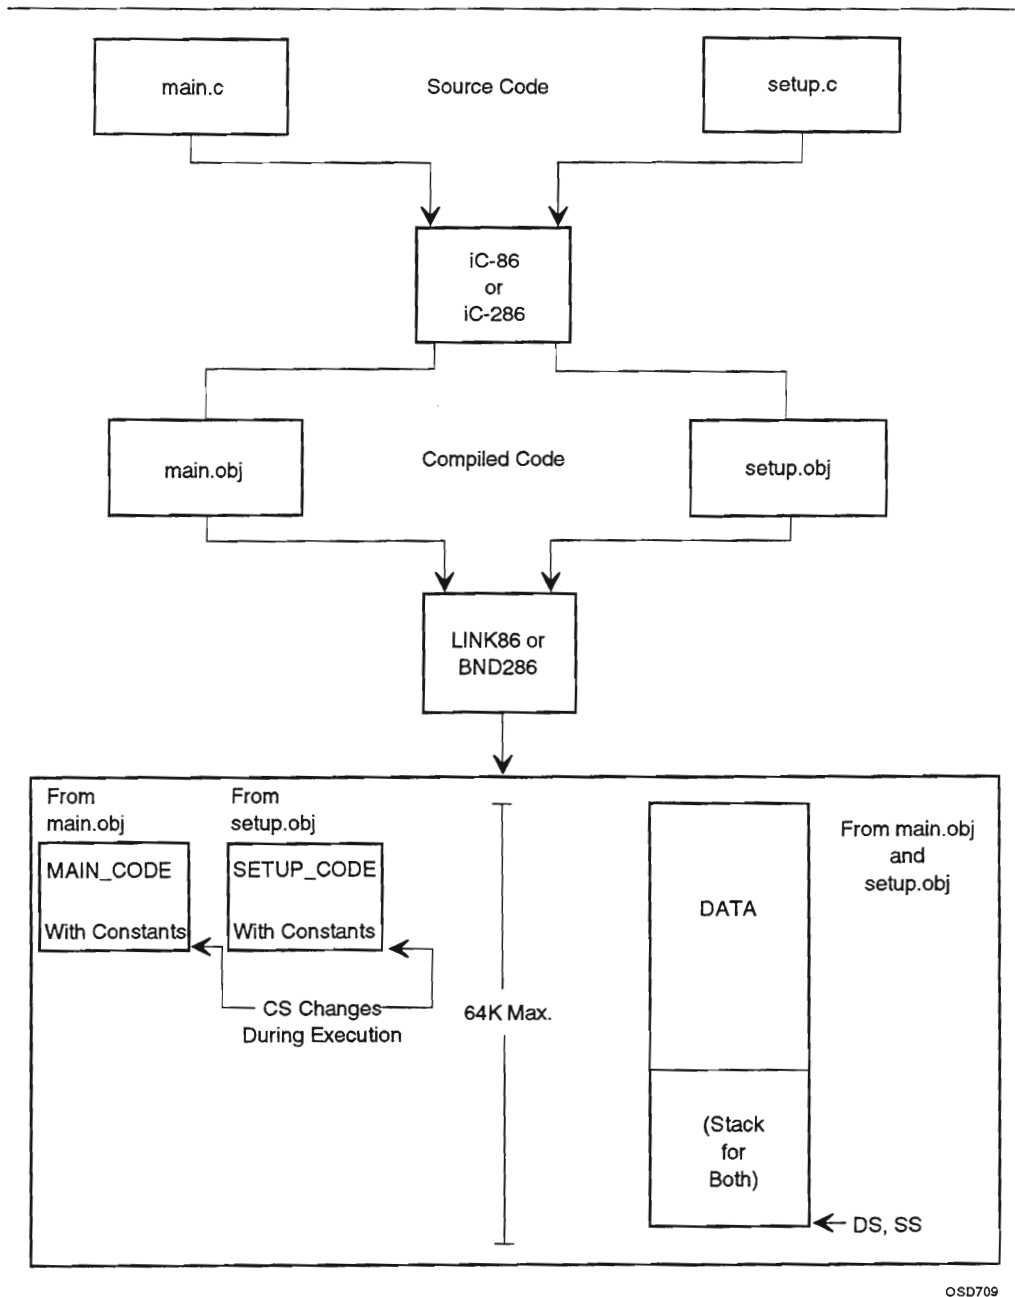 main.c
Source Code
setup.c
iC-86
or
iC-286
main.obj
Compiled Code
setup.obj
LINK86 or
BND286
From
main.obj
From
setup.obj
MAIN_CODE
With Constants
SETUP_CODE
With Constants
CS Changes
During Execution
64K Max.
DATA
(Stack
for
Both)
From main.obj
and
setup.obj
DS, SS
OSD709